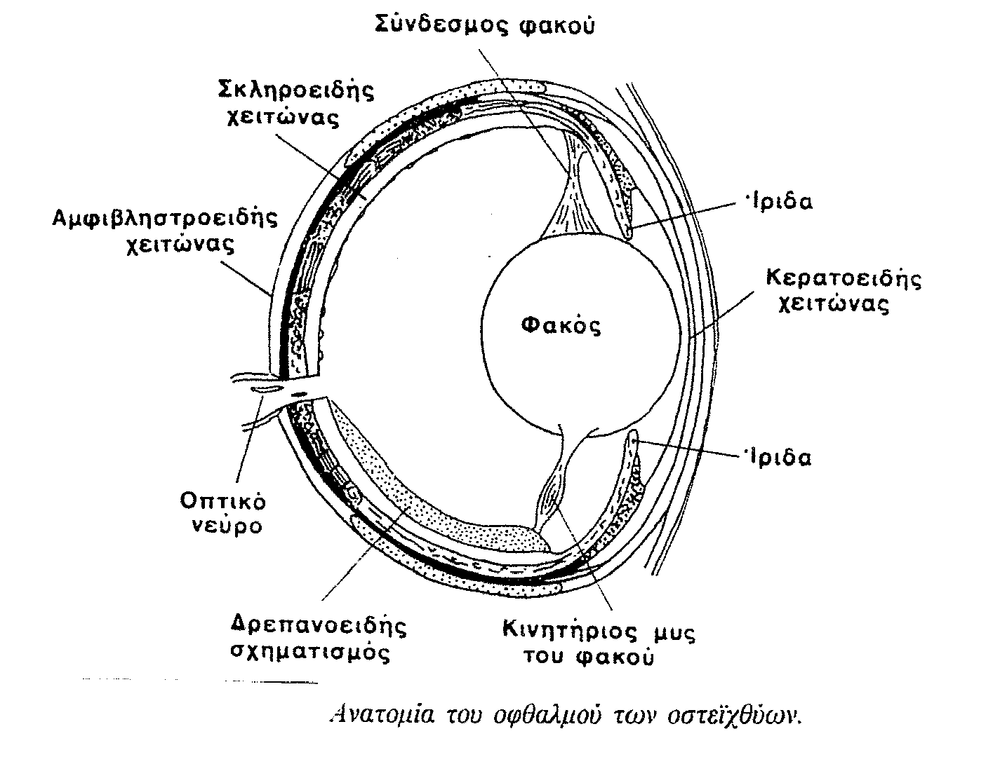 Σύνδεσμος φακού
Σκληροειδής
χειτώνας
Αμφιβληστροειδής
χειτώνας
Ίριδα
Κερατοειδής
χειτώνας
Φακός
Ίριδα
Οπτικό
νεύρο
Δρεπανοειδής
σχηματισμός
Κινητήριος μυς
του φακού
Ανατομία του οφθαλμού των οστεϊχθύων.